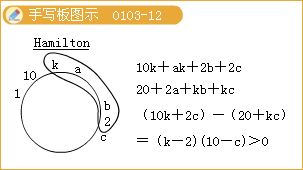 手写板图示 0103-12
Hamilton
k
a
10
1
b
2
c
10k+ak+2b+2c
20+2a+kb+kc
(10k+2c)-(20+kc)
=(k-2)(10-c)>0